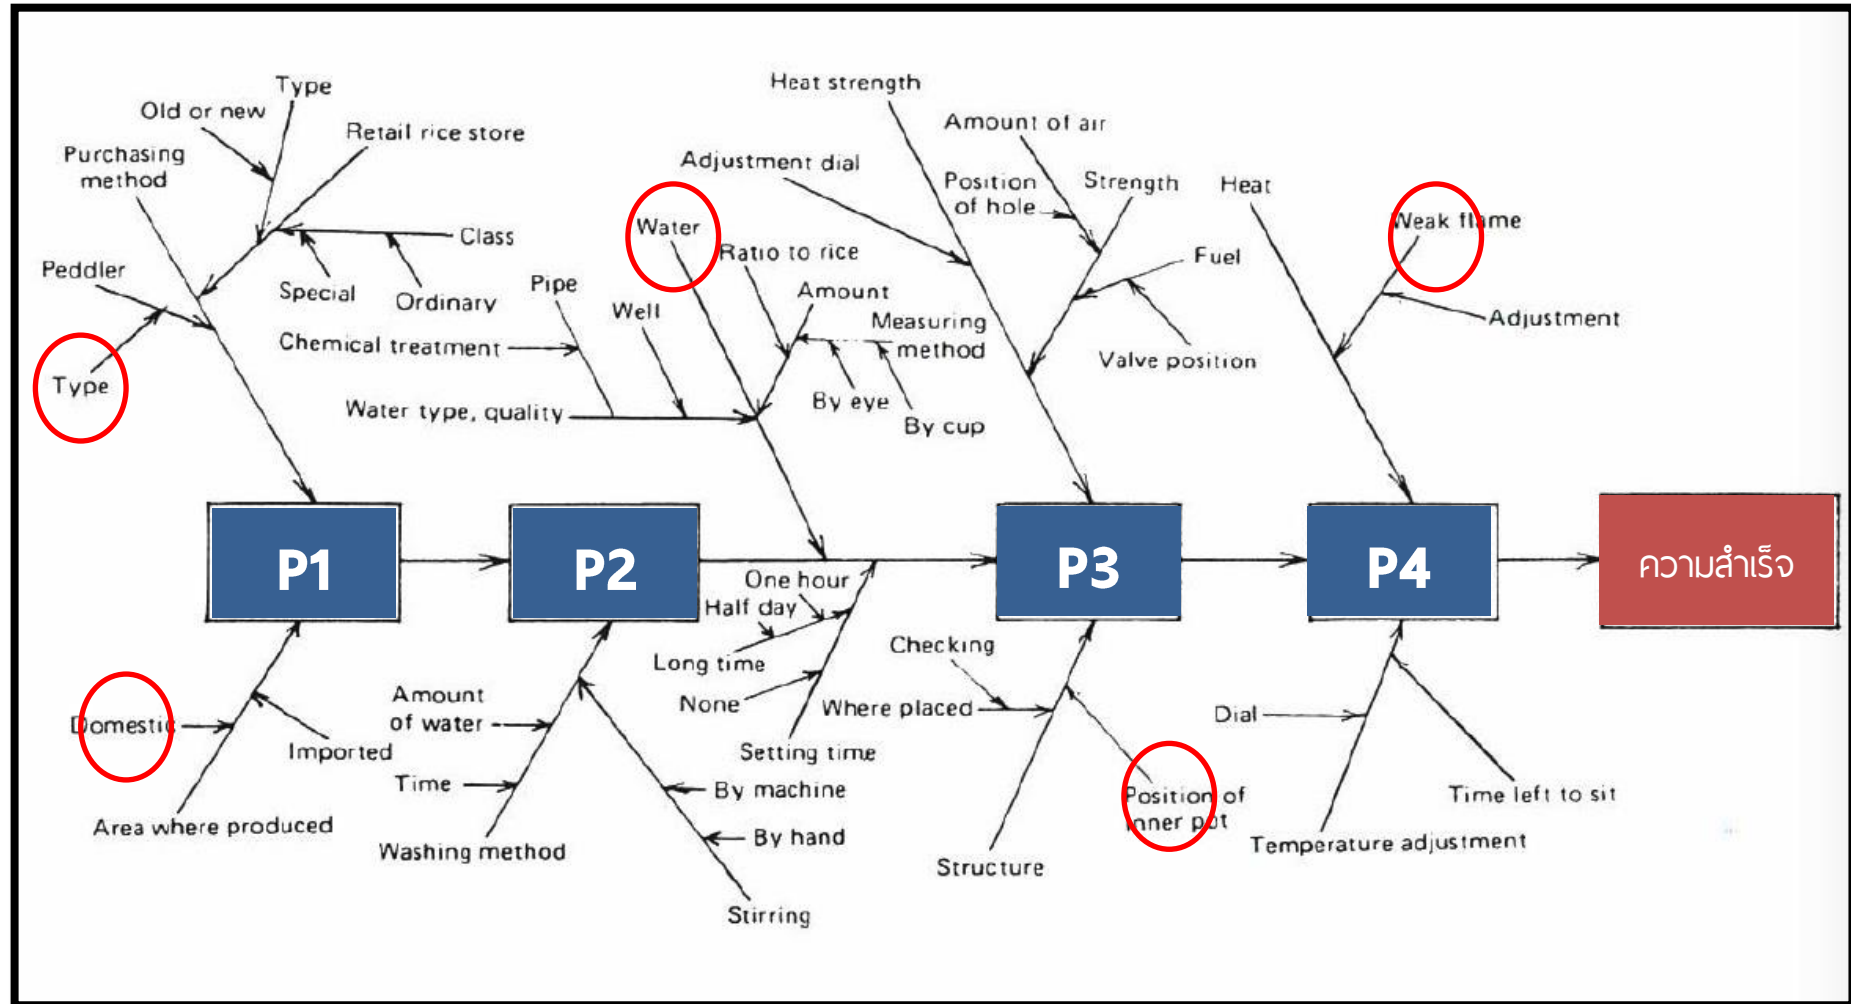 Type
Old or new
Retail rice store
Purchasing
method
Class
Peddler
Special
Ordinary
Type
Heat strength
Amount of air
Adjustment dial
Position
of hole
Strength
Heat
Weak flame
Water
Ratio to rice
Fuel
Pipe
Well
Amount
Measuring
method
Adjustment
Chemical treatment
Valve position
By eye
By cup
Water type, quality
P1
P2
P3
P4
ความสำเร็จ
One hour
Half day
Long time
None
Setting time
Checking
Where placed
Domestic
Imported
Area where produced
Amount
of water
Time
Washing method
By machine
By hand
Stirring
Position of
inner pot
Structure
Dial
Time left to sit
Temperature adjustment